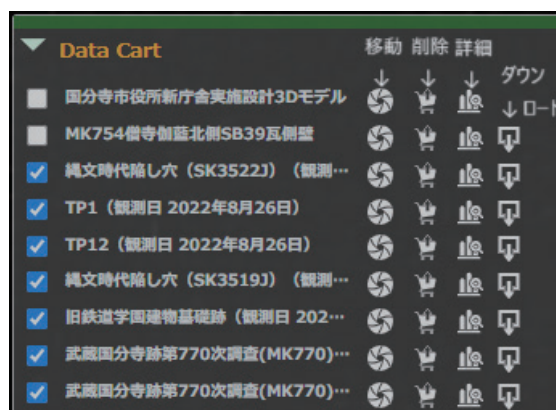 Data Cart
移動 削除 詳細
↓ ↓ ↓ ダウン
↓ロード
国分寺市役所新庁舎実施設計3Dモデル
MK754僧寺伽藍北側SB39瓦側壁
縄文時代陥し穴（SK3522J）（観測…
TP1（観測日 2022年8月26日）
TP12（観測日 2022年8月26日）
縄文時代陥し穴（SK3519J）（観測…
旧鉄道学園建物基礎跡（観測日 202…
武蔵国分寺跡第770次調査(MK770)…
武蔵国分寺跡第770次調査(MK770)…